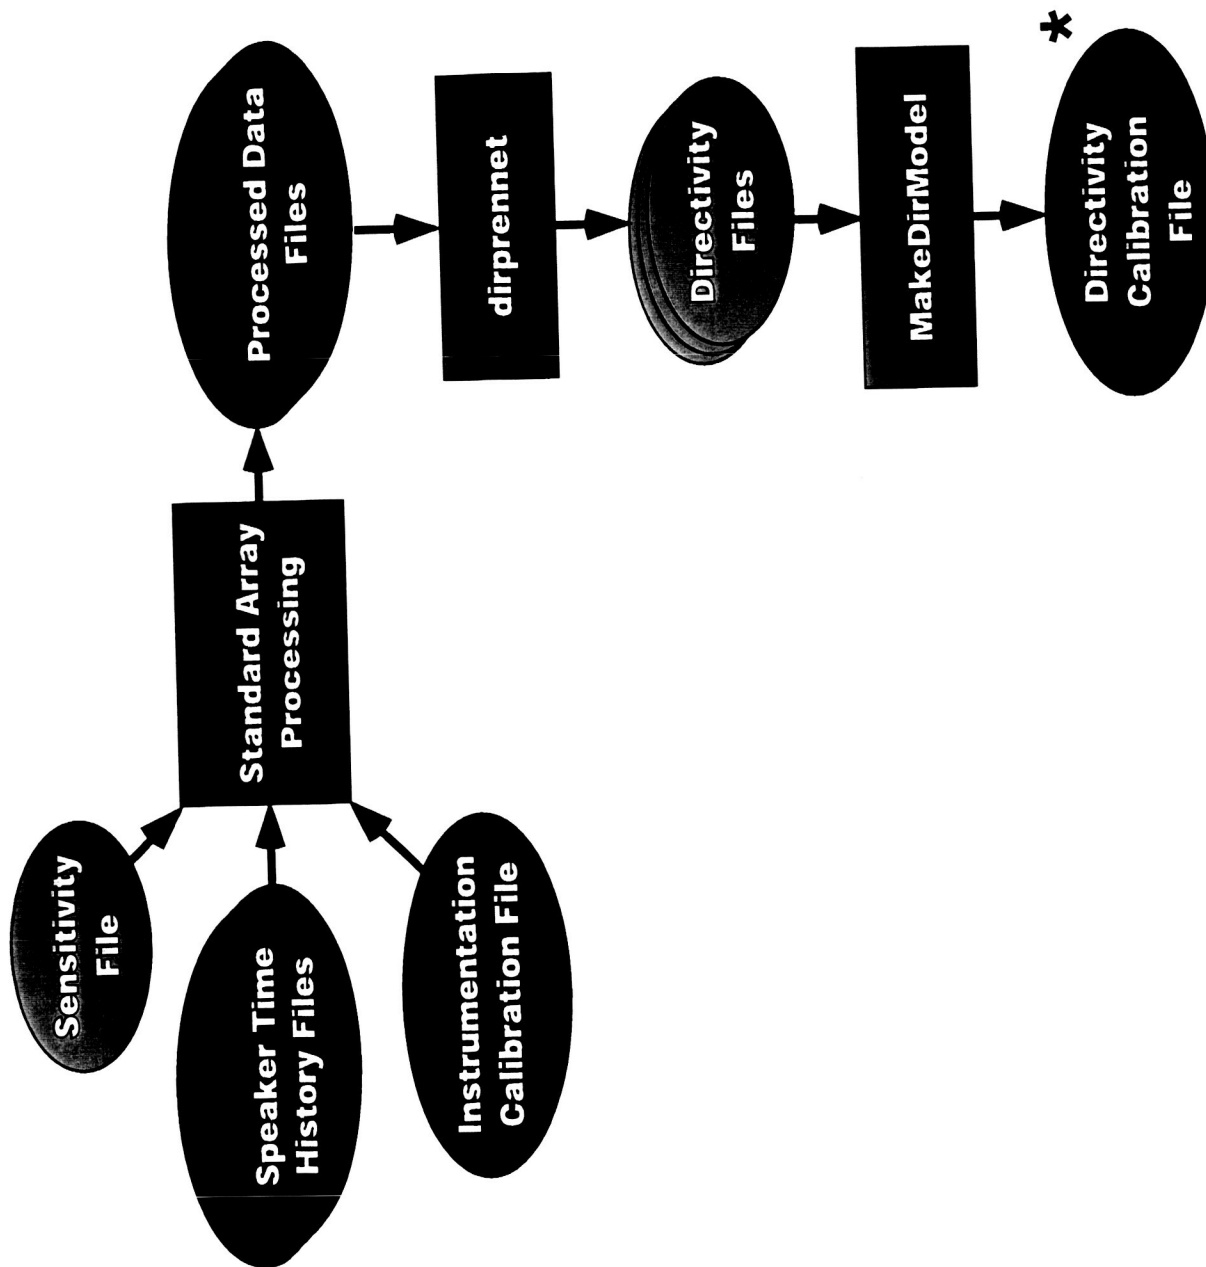 Sensitivity
File
Speaker Time
History Files
Instrumentation
Calibration File
Standard Array
Processing
Processed Data
Files
dirprennet
Directivity
Files
MakeDirModel
*
Directivity
Calibration
File